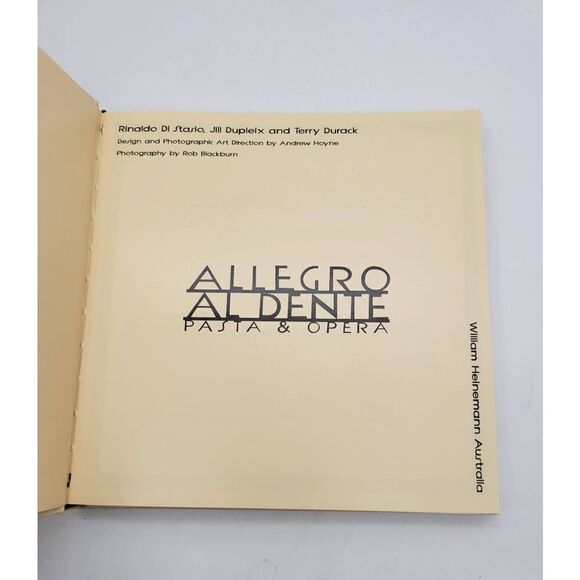 Rinaldo Di Stasio, Jill Dupleix and Terry Durack
Design and Photographic Art Direction by Andrew Hoyne
Photography by Rob Blackburn
ALLEGRO
AL DENTE
PASTA & OPERA
William Heinemann Australia